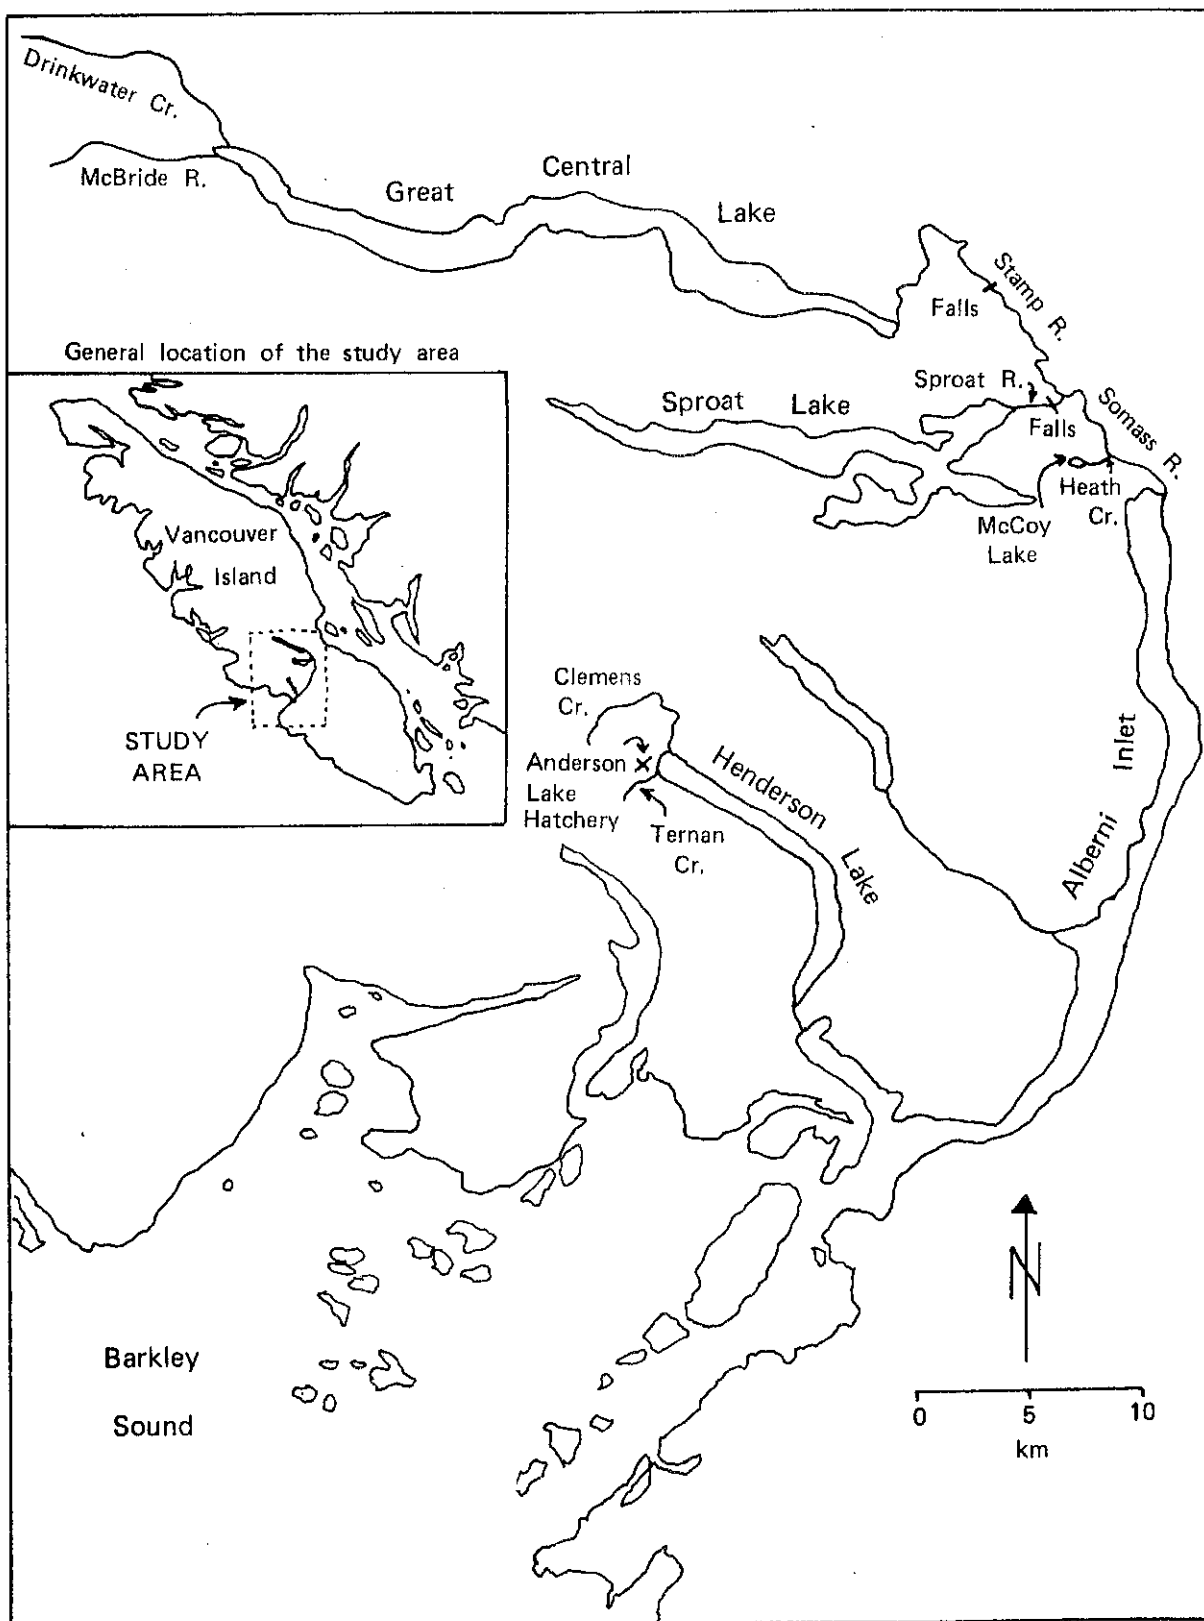 Drinkwater Cr.
McBride R.
Great Central Lake
Stamp R.
Falls
General location of the study area
Sproat R.
Sproat Lake
Falls
Somass R.
Heath
Cr.
McCoy
Lake
Vancouver
Island
STUDY
AREA
Clemens
Cr.
Anderson
Lake
Hatchery
Ternan
Cr.
Henderson Lake
Alberni Inlet
Barkley
Sound
N
0 5 10
km